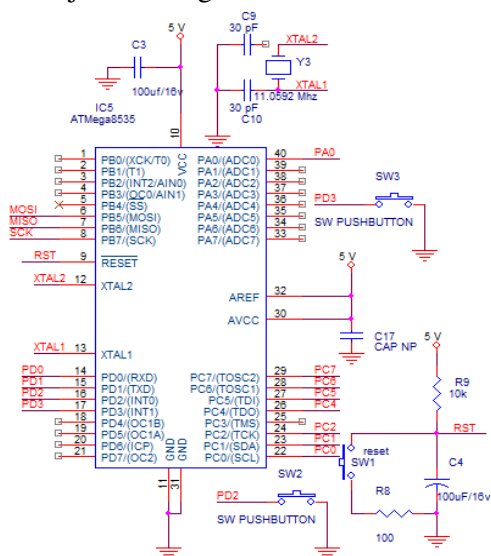 5 V
C9
30 pF
XTAL2
C3
Y3
XTAL1
100uf/16v
30 pF
11.0592 Mhz
C10
IC5
ATMega8535
10
VCC
1 PB0/(XCK/T0) PA0/(ADC0) 40 PA0
2 PB1/(T1) PA1/(ADC1) 39
3 PB2/(INT2/AIN0) PA2/(ADC2) 38
4 PB3/(OC0/AIN1) PA3/(ADC3) 37
5 PB4/(SS) PA4/(ADC4) 36 PD3
MOSI 6 PB5/(MOSI) PA5/(ADC5) 35
MISO 7 PB6/(MISO) PA6/(ADC6) 34
SCK 8 PB7/(SCK) PA7/(ADC7) 33
SW3
SW PUSHBUTTON
RST 9 RESET
XTAL2 12 XTAL2
5 V
AREF 32
AVCC 30
C17
CAP NP
XTAL1 13 XTAL1
5 V
PD0 14 PD0/(RXD) PC7/(TOSC2) 29 PC7
PD1 15 PD1/(TXD) PC6/(TOSC1) 28 PC6
PD2 16 PD2/(INT0) PC5/(TDI) 27 PC5
PD3 17 PD3/(INT1) PC4/(TDO) 26 PC4
18 PD4/(OC1B) PC3/(TMS) 25
19 PD5/(OC1A) PC2/(TCK) 24 PC2
20 PD6/(ICP) PC1/(SDA) 23 PC1
21 PD7/(OC2) PC0/(SCL) 22 PC0
R9
10k
RST
reset
SW1
C4
100uF/16v
GND
GND
11
31
SW2
PD2
SW PUSHBUTTON
R8
100